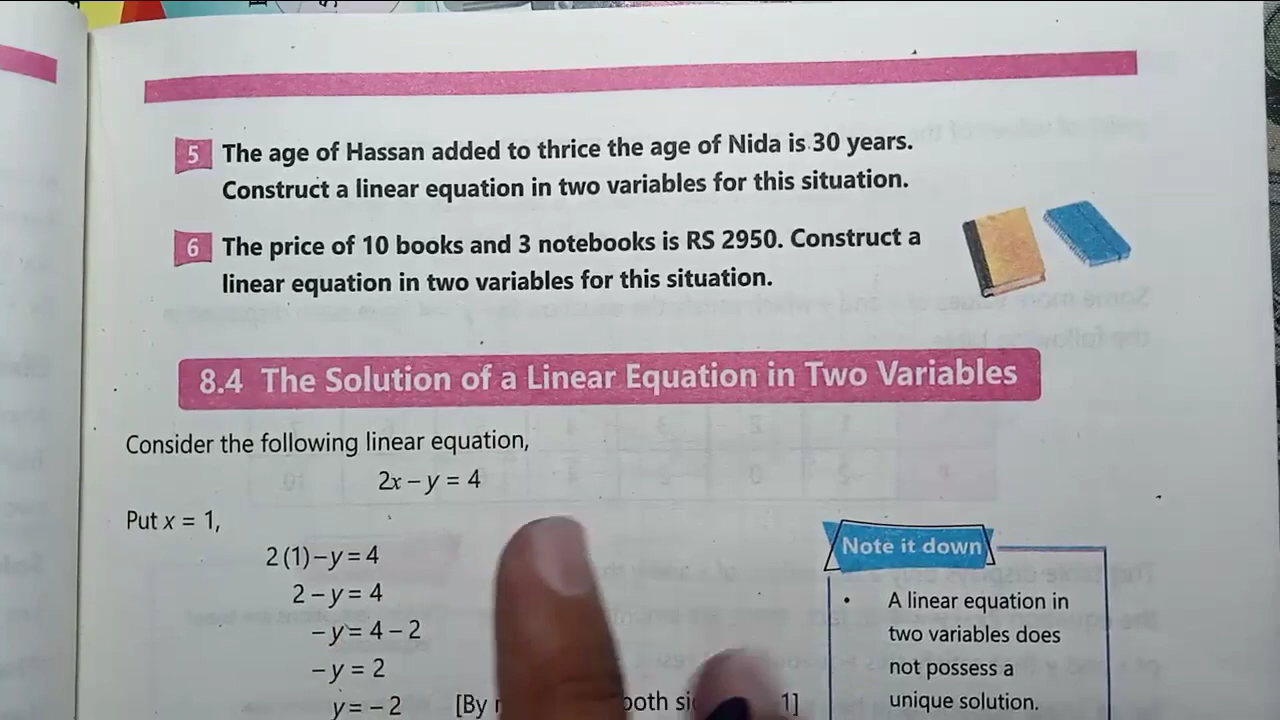 5 The age of Hassan added to thrice the age of Nida is 30 years.
Construct a linear equation in two variables for this situation.
6 The price of 10 books and 3 notebooks is RS 2950. Construct a
linear equation in two variables for this situation.
8.4 The Solution of a Linear Equation in Two Variables
Consider the following linear equation,
2x – y = 4
Put x = 1,
2 (1) – y = 4
2 – y = 4
– y = 4 – 2
– y = 2
y = – 2 [By both 1]
Note it down
• A linear equation in
two variables does
not possess a
unique solution.